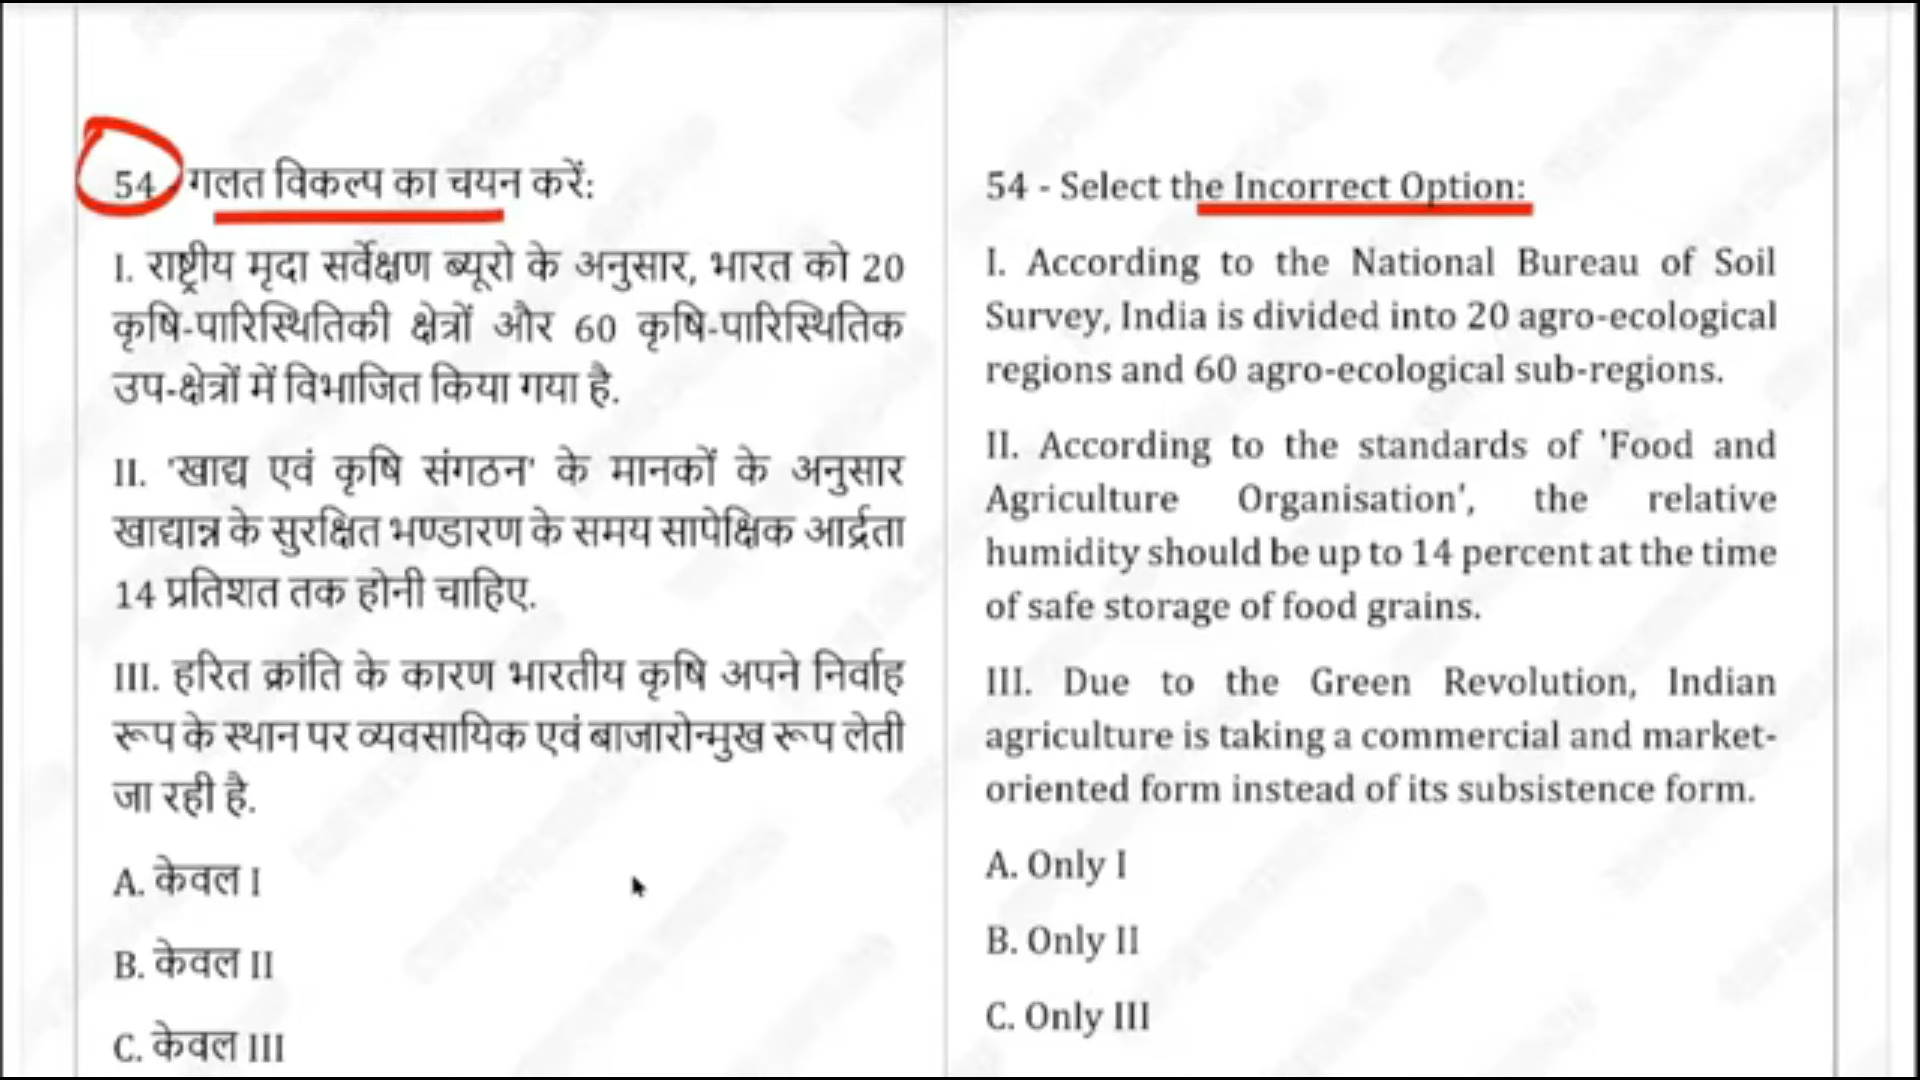 54 - गलत विकल्प का चयन करें:
I. राष्ट्रीय मृदा सर्वेक्षण ब्यूरो के अनुसार, भारत को 20
कृषि-पारिस्थितिकी क्षेत्रों और 60 कृषि-पारिस्थितिक
उप-क्षेत्रों में विभाजित किया गया है.
II. 'खाद्य एवं कृषि संगठन' के मानकों के अनुसार
खाद्यान्न के सुरक्षित भण्डारण के समय सापेक्षिक आर्द्रता
14 प्रतिशत तक होनी चाहिए.
III. हरित क्रांति के कारण भारतीय कृषि अपने निर्वाह
रूप के स्थान पर व्यवसायिक एवं बाजारोन्मुख रूप लेती
जा रही है.
A. केवल I
B. केवल II
C. केवल III
54 - Select the Incorrect Option:
I. According to the National Bureau of Soil
Survey, India is divided into 20 agro-ecological
regions and 60 agro-ecological sub-regions.
II. According to the standards of 'Food and
Agriculture Organisation', the relative
humidity should be up to 14 percent at the time
of safe storage of food grains.
III. Due to the Green Revolution, Indian
agriculture is taking a commercial and market-
oriented form instead of its subsistence form.
A. Only I
B. Only II
C. Only III